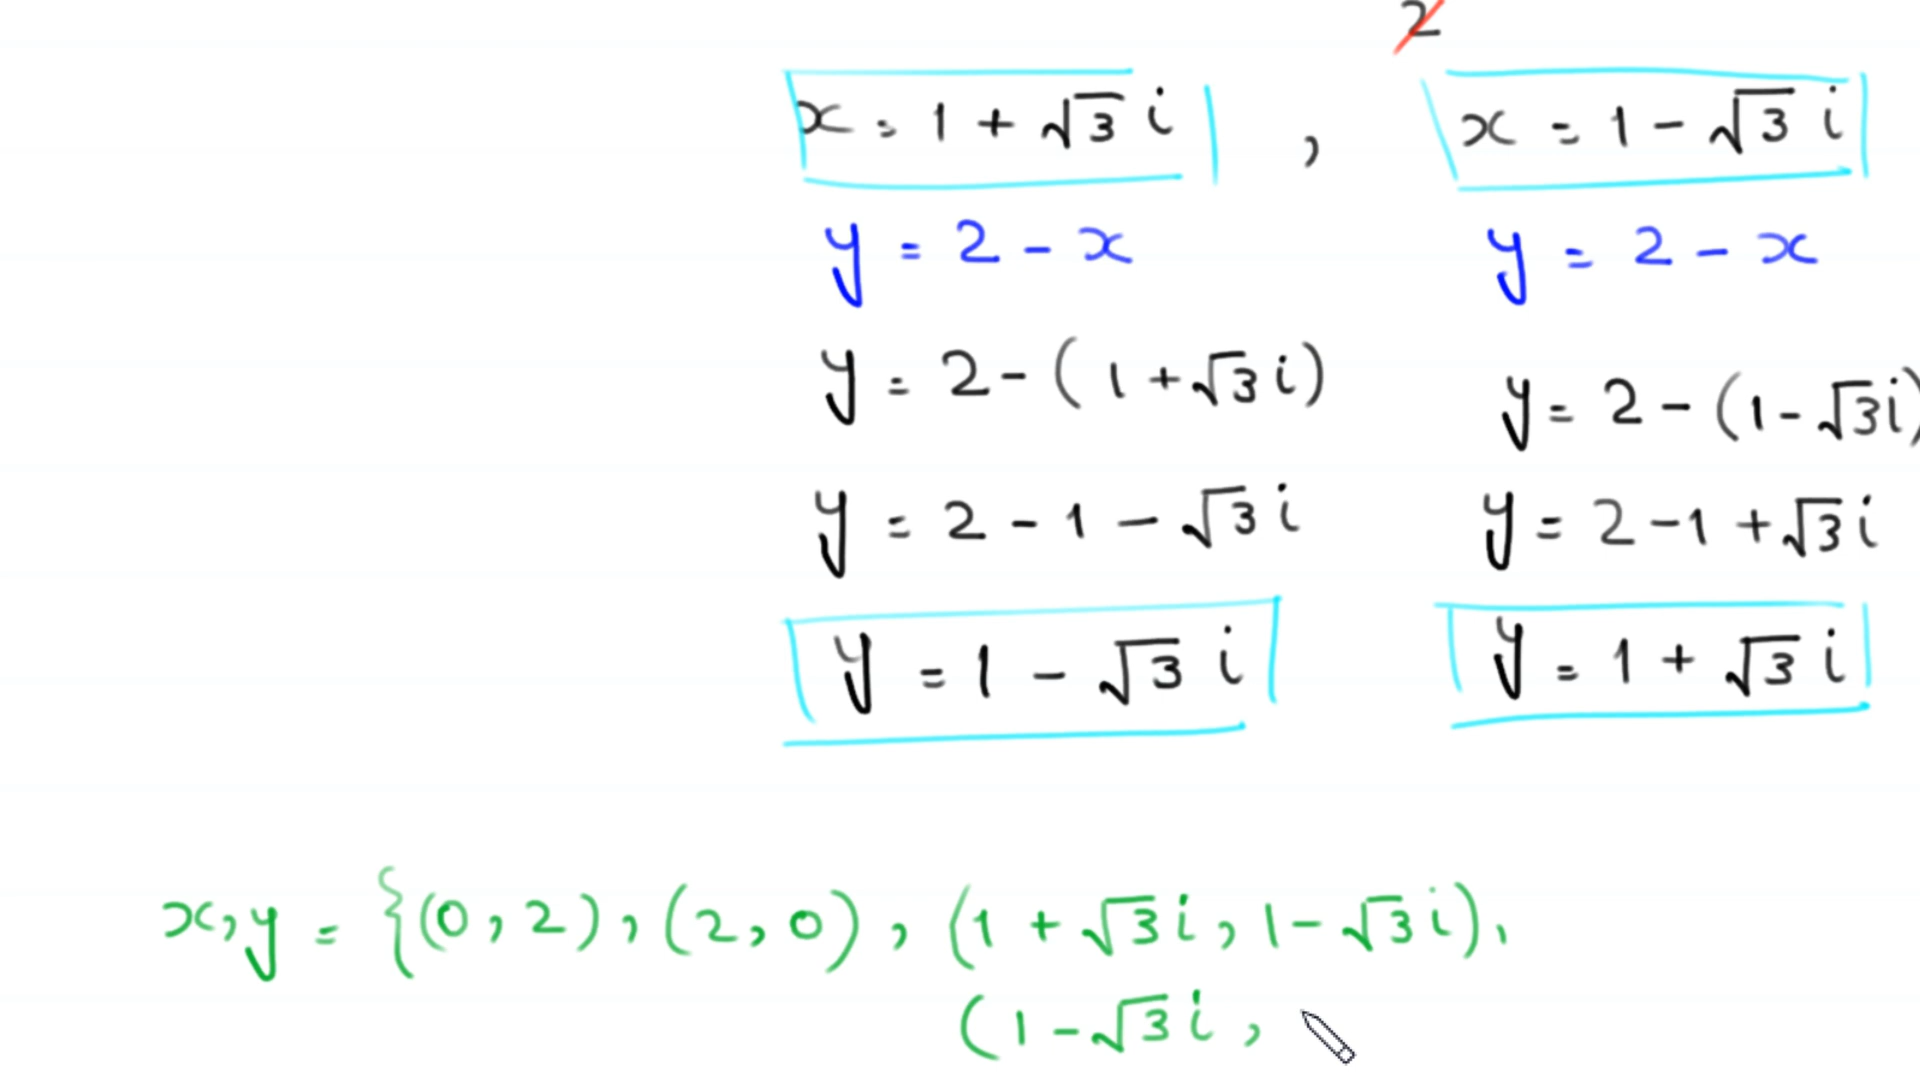 2
x = 1 + √3 i , x = 1 - √3 i
y = 2 - x y = 2 - x
y = 2 - (1 + √3 i) y = 2 - (1 - √3 i)
y = 2 - 1 - √3 i y = 2 - 1 + √3 i
y = 1 - √3 i y = 1 + √3 i
x, y = {(0, 2), (2, 0), (1 + √3 i, 1 - √3 i),
(1 - √3 i,